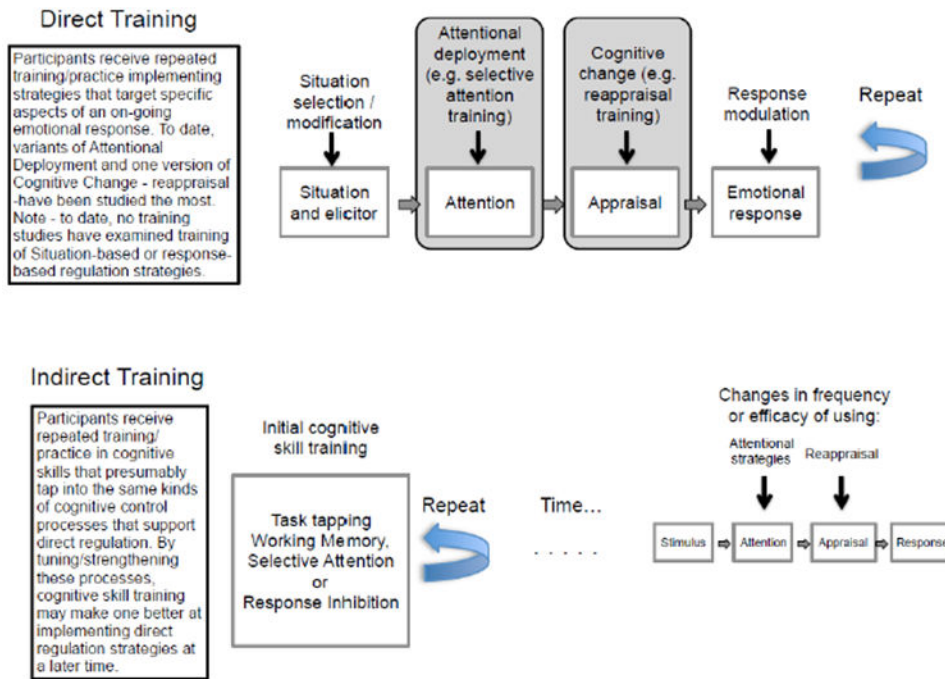 Direct Training
Participants receive repeated
training/practice implementing
strategies that target specific
aspects of an on-going
emotional response. To date,
variants of Attentional
Deployment and one version of
Cognitive Change - reappraisal
-have been studied the most.
Note - to date, no training
studies have examined training
of Situation-based or response-
based regulation strategies.
Situation
selection /
modification
Attentional
deployment
(e.g. selective
attention
training)
Cognitive
change (e.g.
reappraisal
training)
Response
modulation
Repeat
Situation
and elicitor
Attention
Appraisal
Emotional
response
Indirect Training
Participants receive
repeated training/
practice in cognitive
skills that presumably
tap into the same kinds
of cognitive control
processes that support
direct regulation. By
tuning/strengthening
these processes,
cognitive skill training
may make one better at
implementing direct
regulation strategies at
a later time.
Initial cognitive
skill training
Task tapping
Working Memory,
Selective Attention
or
Response Inhibition
Repeat
Time...
. . . . .
Changes in frequency
or efficacy of using:
Attentional
strategies
Reappraisal
Stimulus
Attention
Appraisal
Response